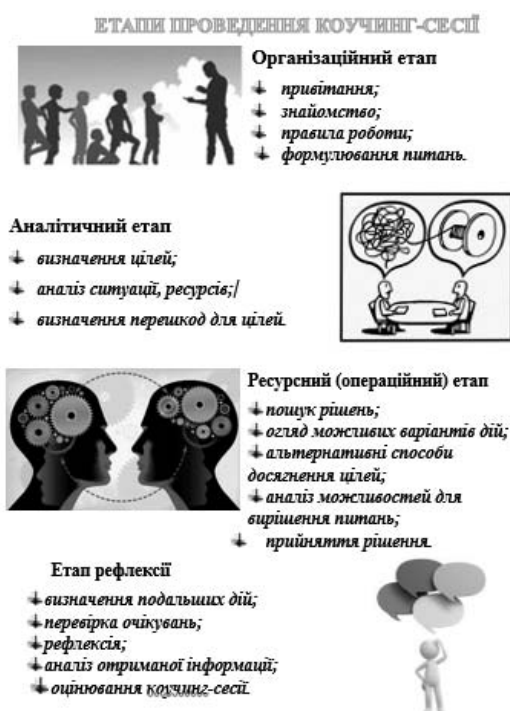 ЕТАПИ ПРОВЕДЕННЯ КОУЧИНГ-СЕСІЇ
Організаційний етап
привітання;
знайомство;
правила роботи;
формулювання питань.
Аналітичний етап
визначення цілей;
аналіз ситуації, ресурсів;/
визначення перешкод для цілей.
Ресурсний (операційний) етап
пошук рішень;
огляд можливих варіантів дій;
альтернативні способи
досягнення цілей;
аналіз можливостей для
вирішення питань;
прийняття рішення.
Етап рефлексії
визначення подальших дій;
перевірка очікувань;
рефлексія;
аналіз отриманої інформації;
оцінювання коучинг-сесії.